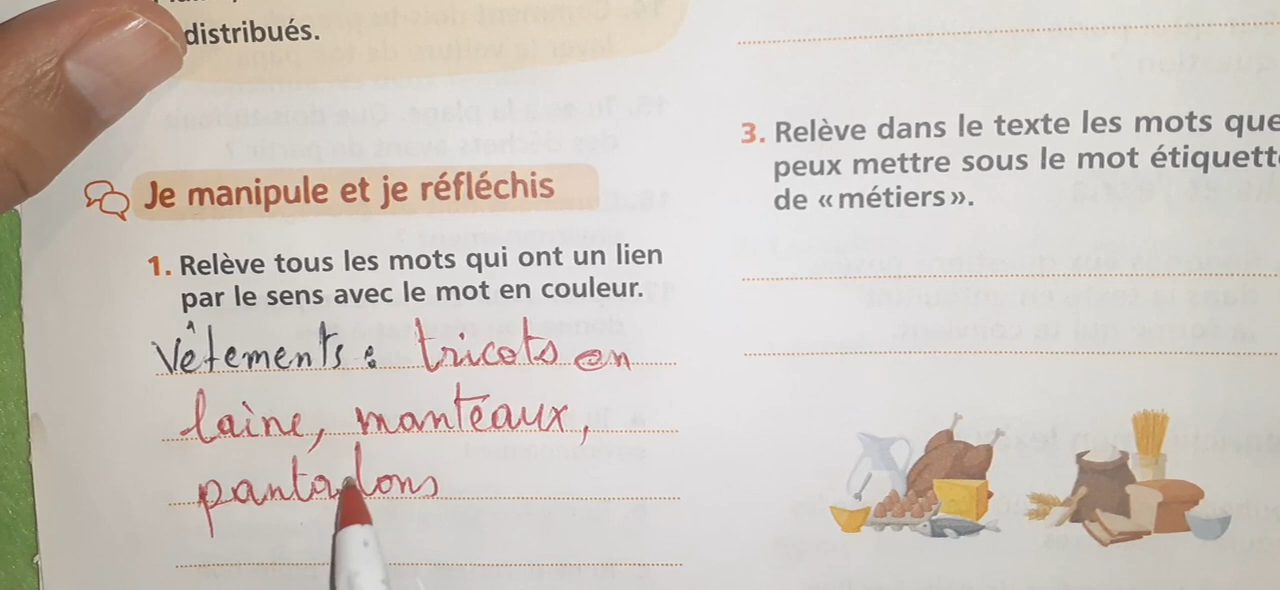 distribués.
Je manipule et je réfléchis
1. Relève tous les mots qui ont un lien
par le sens avec le mot en couleur.
Vêtements : tricots en
laine, manteaux,
pantalons
3. Relève dans le texte les mots que
peux mettre sous le mot
de «métiers».